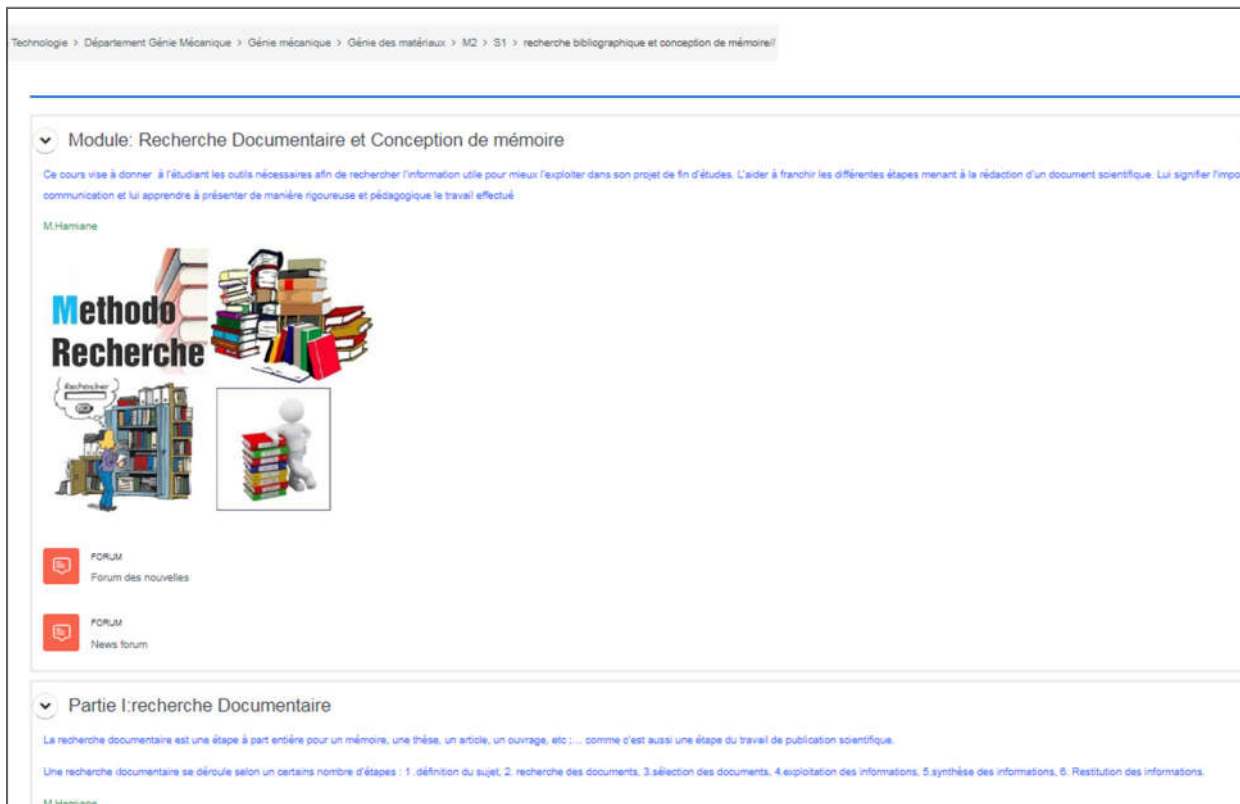 Technologie > Département Génie Mécanique > Génie mécanique > Génie des matériaux > M2 > S1 > recherche bibliographique et conception de mémoire//
Module: Recherche Documentaire et Conception de mémoire
Ce cours vise à donner à l'étudiant les outils nécessaires afin de rechercher l'information utile pour mieux l'exploiter dans son projet de fin d'études. L'aider à franchir les différentes étapes menant à la rédaction d'un document scientifique. Lui signifier l'impo
communication et lui apprendre à présenter de manière rigoureuse et pédagogique le travail effectué
M.Hamiane
Methodo
Recherche
Rechercher
FORUM
Forum des nouvelles
FORUM
News forum
Partie I:recherche Documentaire
La recherche documentaire est une étape à part entière pour un mémoire, une thèse, un article, un ouvrage, etc ;... comme c'est aussi une étape du travail de publication scientifique.
Une recherche documentaire se déroule selon un certains nombre d'étapes : 1 .définition du sujet, 2. recherche des documents, 3.sélection des documents, 4.exploitation des informations, 5.synthèse des informations, 6. Restitution des informations.
M.Hamiane